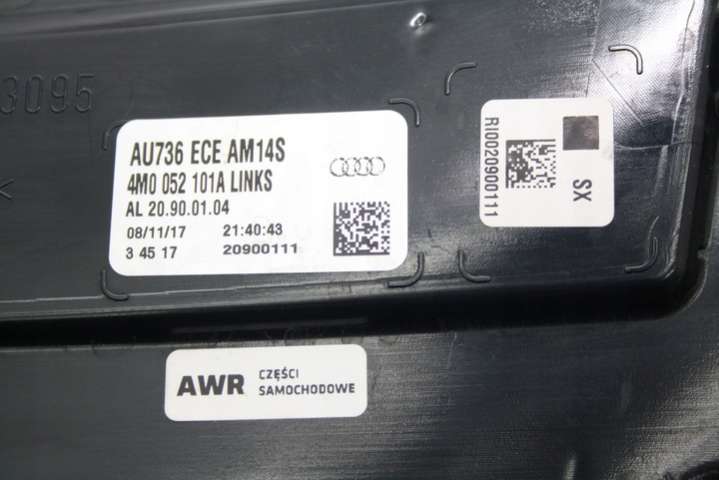 3095
AU736 ECE AM14S
4M0 052 101A LINKS
AL 20.90.01.04
08/11/17 21:40:43
3 45 17 20900111
RI0020900111
SX
AWR CZĘŚCI
SAMOCHODOWE